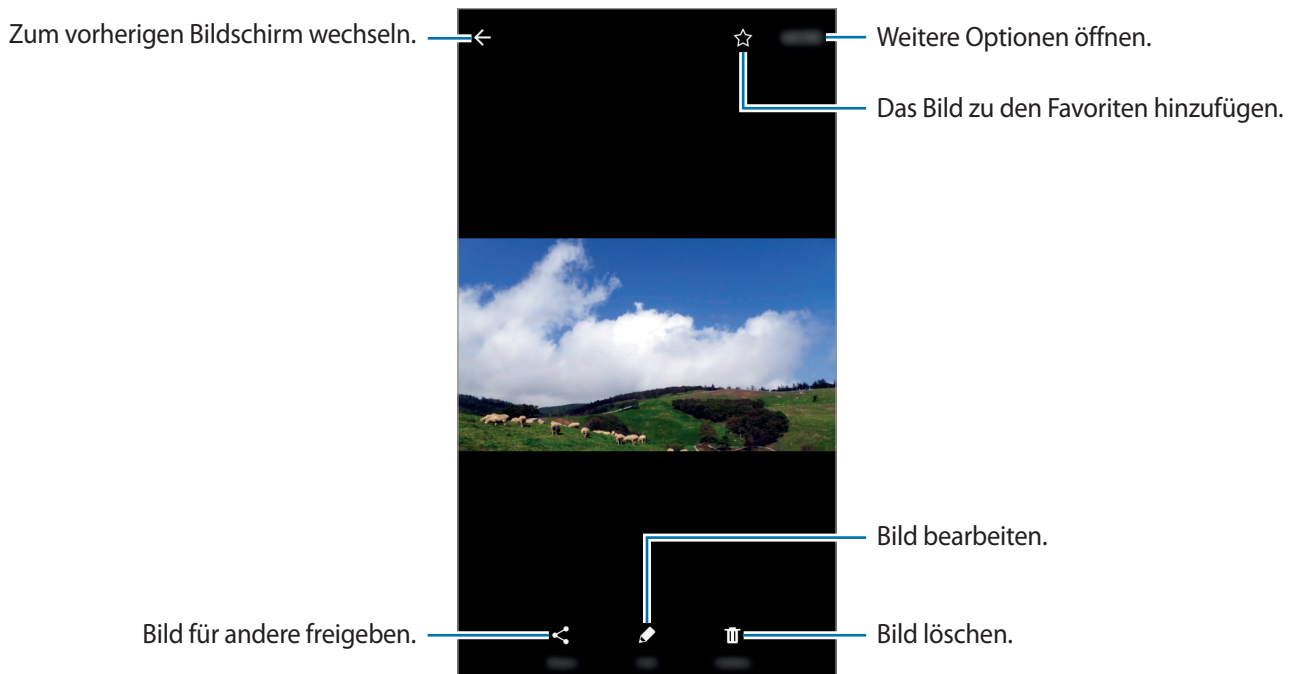 Zum vorherigen Bildschirm wechseln.
Weitere Optionen öffnen.
Das Bild zu den Favoriten hinzufügen.
Bild bearbeiten.
Bild für andere freigeben.
Bild löschen.